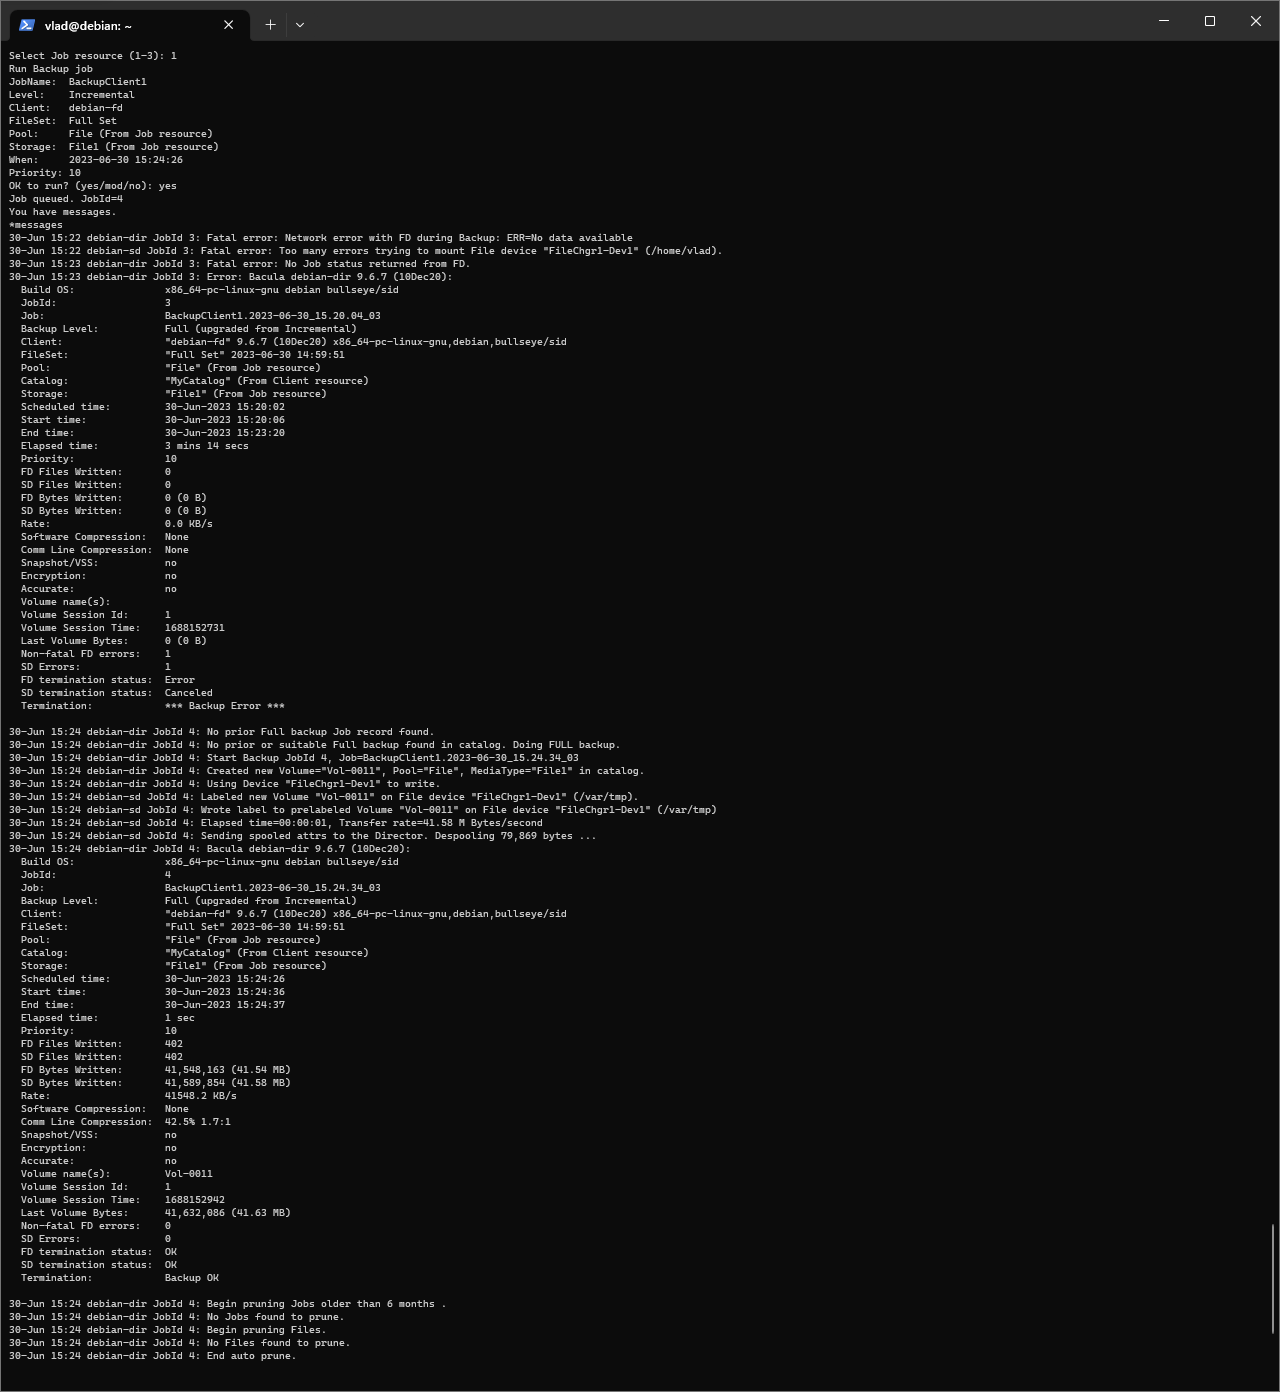 vlad@debian: ~
Select Job resource (1-3): 1
Run Backup job
JobName:  BackupClient1
Level:    Incremental
Client:   debian-fd
FileSet:  Full Set
Pool:     File (From Job resource)
Storage:  File1 (From Job resource)
When:     2023-06-30 15:24:26
Priority: 10
OK to run? (yes/mod/no): yes
Job queued. JobId=4
You have messages.
*messages
30-Jun 15:22 debian-dir JobId 3: Fatal error: Network error with FD during Backup: ERR=No data available
30-Jun 15:22 debian-sd JobId 3: Fatal error: Too many errors trying to mount File device "FileChgr1-Dev1" (/home/vlad).
30-Jun 15:23 debian-dir JobId 3: Fatal error: No Job status returned from FD.
30-Jun 15:23 debian-dir JobId 3: Error: Bacula debian-dir 9.6.7 (10Dec20):
  Build OS:               x86_64-pc-linux-gnu debian bullseye/sid
  JobId:                  3
  Job:                    BackupClient1.2023-06-30_15.20.04_03
  Backup Level:           Full (upgraded from Incremental)
  Client:                 "debian-fd" 9.6.7 (10Dec20) x86_64-pc-linux-gnu,debian,bullseye/sid
  FileSet:                "Full Set" 2023-06-30 14:59:51
  Pool:                   "File" (From Job resource)
  Catalog:                "MyCatalog" (From Client resource)
  Storage:                "File1" (From Job resource)
  Scheduled time:         30-Jun-2023 15:20:02
  Start time:             30-Jun-2023 15:20:06
  End time:               30-Jun-2023 15:23:20
  Elapsed time:           3 mins 14 secs
  Priority:               10
  FD Files Written:       0
  SD Files Written:       0
  FD Bytes Written:       0 (0 B)
  SD Bytes Written:       0 (0 B)
  Rate:                   0.0 KB/s
  Software Compression:   None
  Comm Line Compression:  None
  Snapshot/VSS:           no
  Encryption:             no
  Accurate:               no
  Volume name(s):
  Volume Session Id:      1
  Volume Session Time:    1688152731
  Last Volume Bytes:      0 (0 B)
  Non-fatal FD errors:    1
  SD Errors:              1
  FD termination status:  Error
  SD termination status:  Canceled
  Termination:            *** Backup Error ***
30-Jun 15:24 debian-dir JobId 4: No prior Full backup Job record found.
30-Jun 15:24 debian-dir JobId 4: No prior or suitable Full backup found in catalog. Doing FULL backup.
30-Jun 15:24 debian-dir JobId 4: Start Backup JobId 4, Job=BackupClient1.2023-06-30_15.24.34_03
30-Jun 15:24 debian-dir JobId 4: Created new Volume="Vol-0011", Pool="File", MediaType="File1" in catalog.
30-Jun 15:24 debian-dir JobId 4: Using Device "FileChgr1-Dev1" to write.
30-Jun 15:24 debian-sd JobId 4: Labeled new Volume "Vol-0011" on File device "FileChgr1-Dev1" (/var/tmp).
30-Jun 15:24 debian-sd JobId 4: Wrote label to prelabeled Volume "Vol-0011" on File device "FileChgr1-Dev1" (/var/tmp)
30-Jun 15:24 debian-sd JobId 4: Elapsed time=00:00:01, Transfer rate=41.58 M Bytes/second
30-Jun 15:24 debian-sd JobId 4: Sending spooled attrs to the Director. Despooling 79,869 bytes ...
30-Jun 15:24 debian-dir JobId 4: Bacula debian-dir 9.6.7 (10Dec20):
  Build OS:               x86_64-pc-linux-gnu debian bullseye/sid
  JobId:                  4
  Job:                    BackupClient1.2023-06-30_15.24.34_03
  Backup Level:           Full (upgraded from Incremental)
  Client:                 "debian-fd" 9.6.7 (10Dec20) x86_64-pc-linux-gnu,debian,bullseye/sid
  FileSet:                "Full Set" 2023-06-30 14:59:51
  Pool:                   "File" (From Job resource)
  Catalog:                "MyCatalog" (From Client resource)
  Storage:                "File1" (From Job resource)
  Scheduled time:         30-Jun-2023 15:24:26
  Start time:             30-Jun-2023 15:24:36
  End time:               30-Jun-2023 15:24:37
  Elapsed time:           1 sec
  Priority:               10
  FD Files Written:       402
  SD Files Written:       402
  FD Bytes Written:       41,548,163 (41.54 MB)
  SD Bytes Written:       41,589,854 (41.58 MB)
  Rate:                   41548.2 KB/s
  Software Compression:   None
  Comm Line Compression:  42.5% 1.7:1
  Snapshot/VSS:           no
  Encryption:             no
  Accurate:               no
  Volume name(s):         Vol-0011
  Volume Session Id:      1
  Volume Session Time:    1688152942
  Last Volume Bytes:      41,632,086 (41.63 MB)
  Non-fatal FD errors:    0
  SD Errors:              0
  FD termination status:  OK
  SD termination status:  OK
  Termination:            Backup OK
30-Jun 15:24 debian-dir JobId 4: Begin pruning Jobs older than 6 months .
30-Jun 15:24 debian-dir JobId 4: No Jobs found to prune.
30-Jun 15:24 debian-dir JobId 4: Begin pruning Files.
30-Jun 15:24 debian-dir JobId 4: No Files found to prune.
30-Jun 15:24 debian-dir JobId 4: End auto prune.